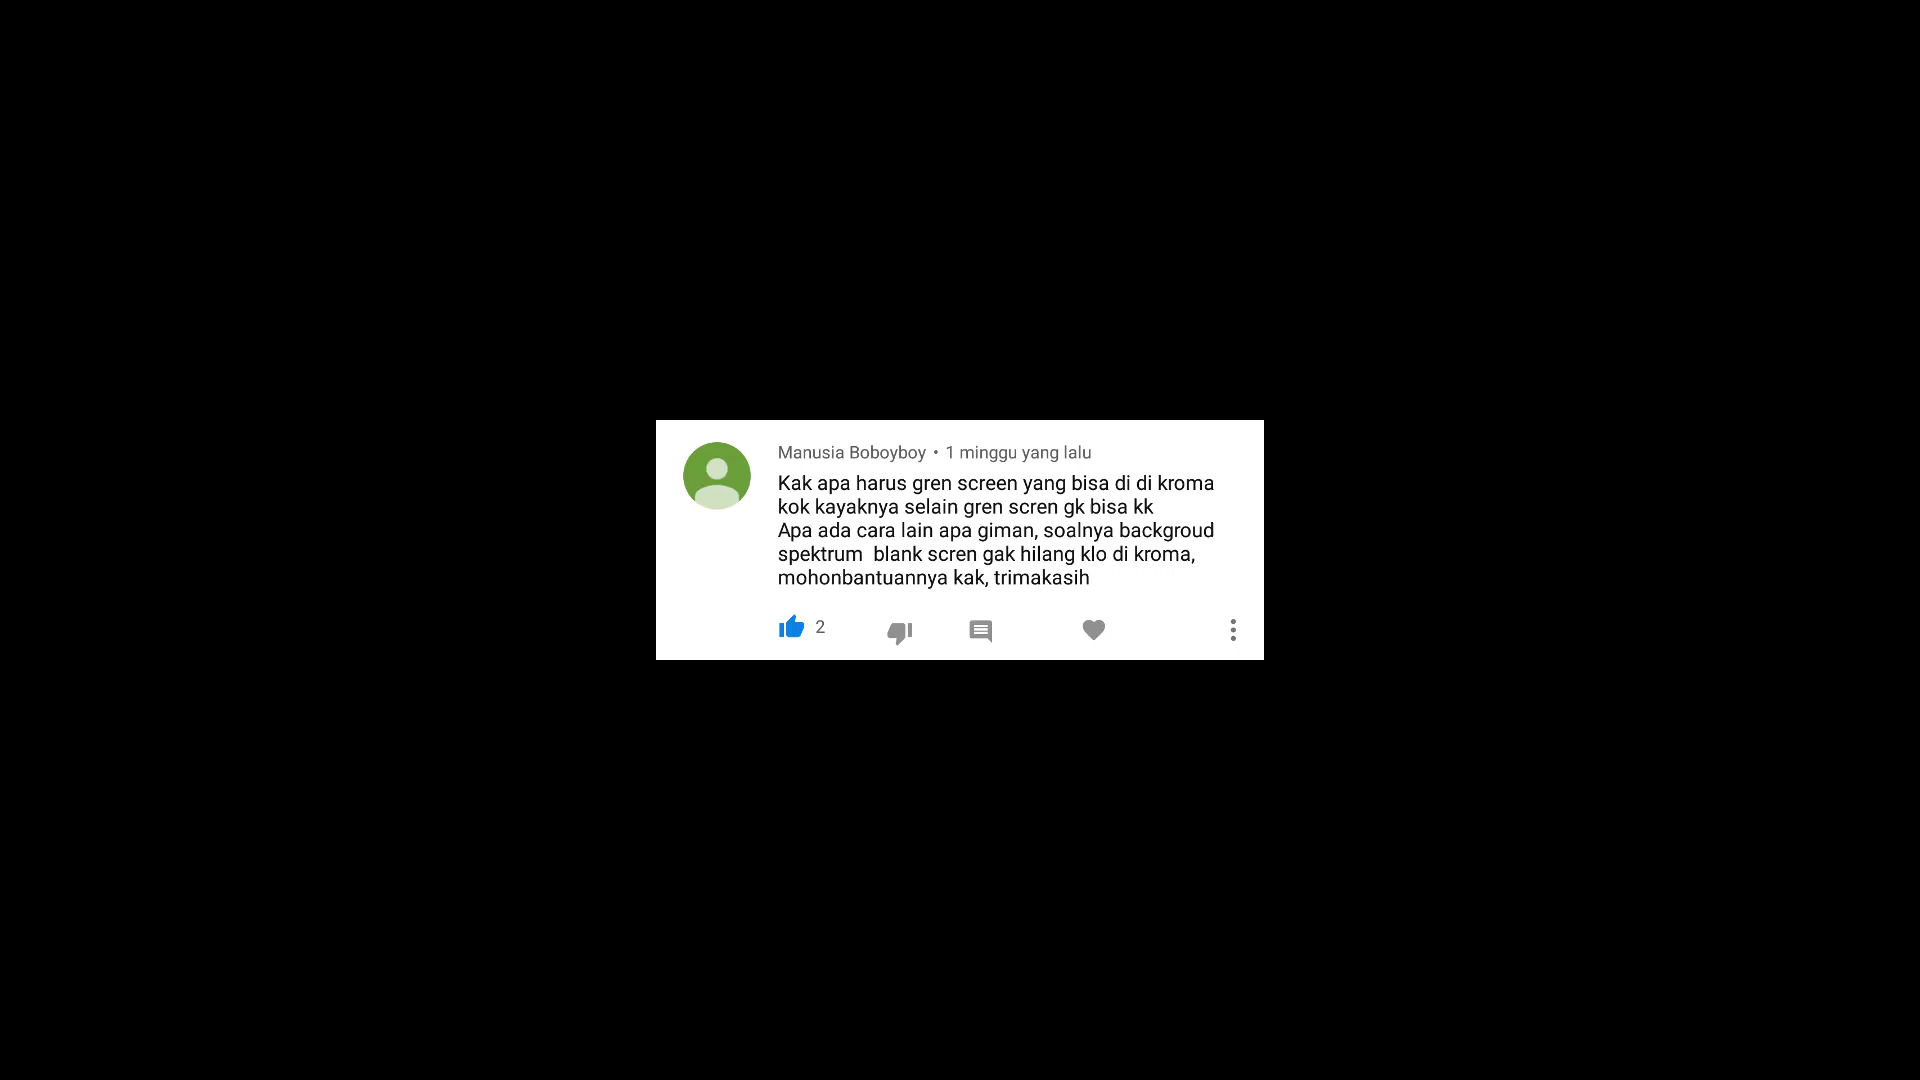 Manusia Boboyboy • 1 minggu yang lalu
Kak apa harus gren screen yang bisa di di kroma
kok kayaknya selain gren scren gk bisa kk
Apa ada cara lain apa giman, soalnya backgroud
spektrum  blank scren gak hilang klo di kroma,
mohonbantuannya kak, trimakasih
2